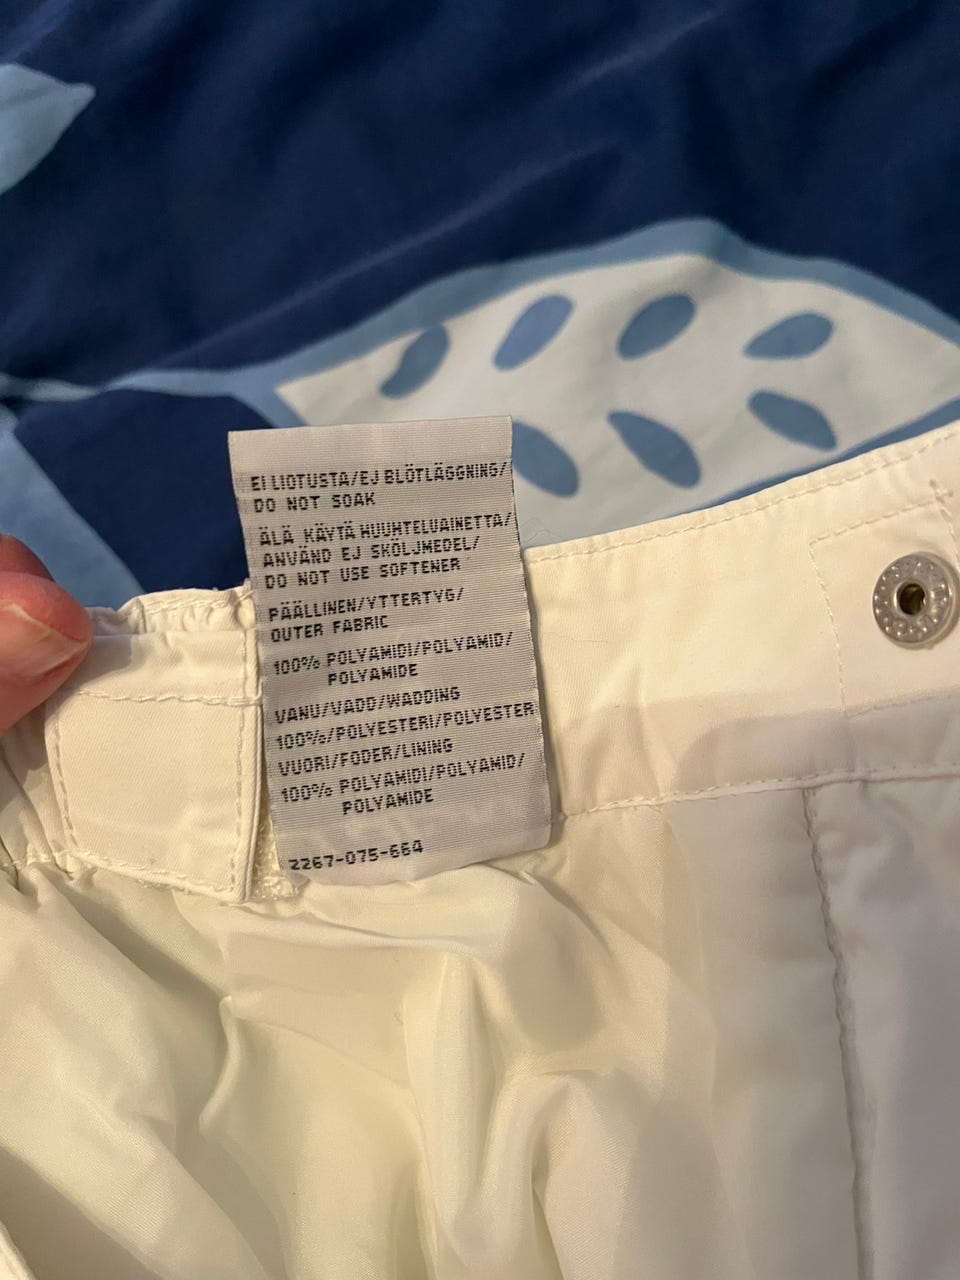 EI LIOTUSTA/EJ BLÖTLÄGGNING/
DO NOT SOAK
ÄLÄ KÄYTÄ HUUHTELUAINETTA/
ANVÄND EJ SKÖLJMEDEL/
DO NOT USE SOFTENER
PÄÄLLINEN/YTTERTYG/
OUTER FABRIC
100% POLYAMIDI/POLYAMID/
POLYAMIDE
VANU/VADD/WADDING
100%/POLYESTERI/POLYESTER
VUORI/FODER/LINING
100% POLYAMIDI/POLYAMID/
POLYAMIDE
2267-075-664